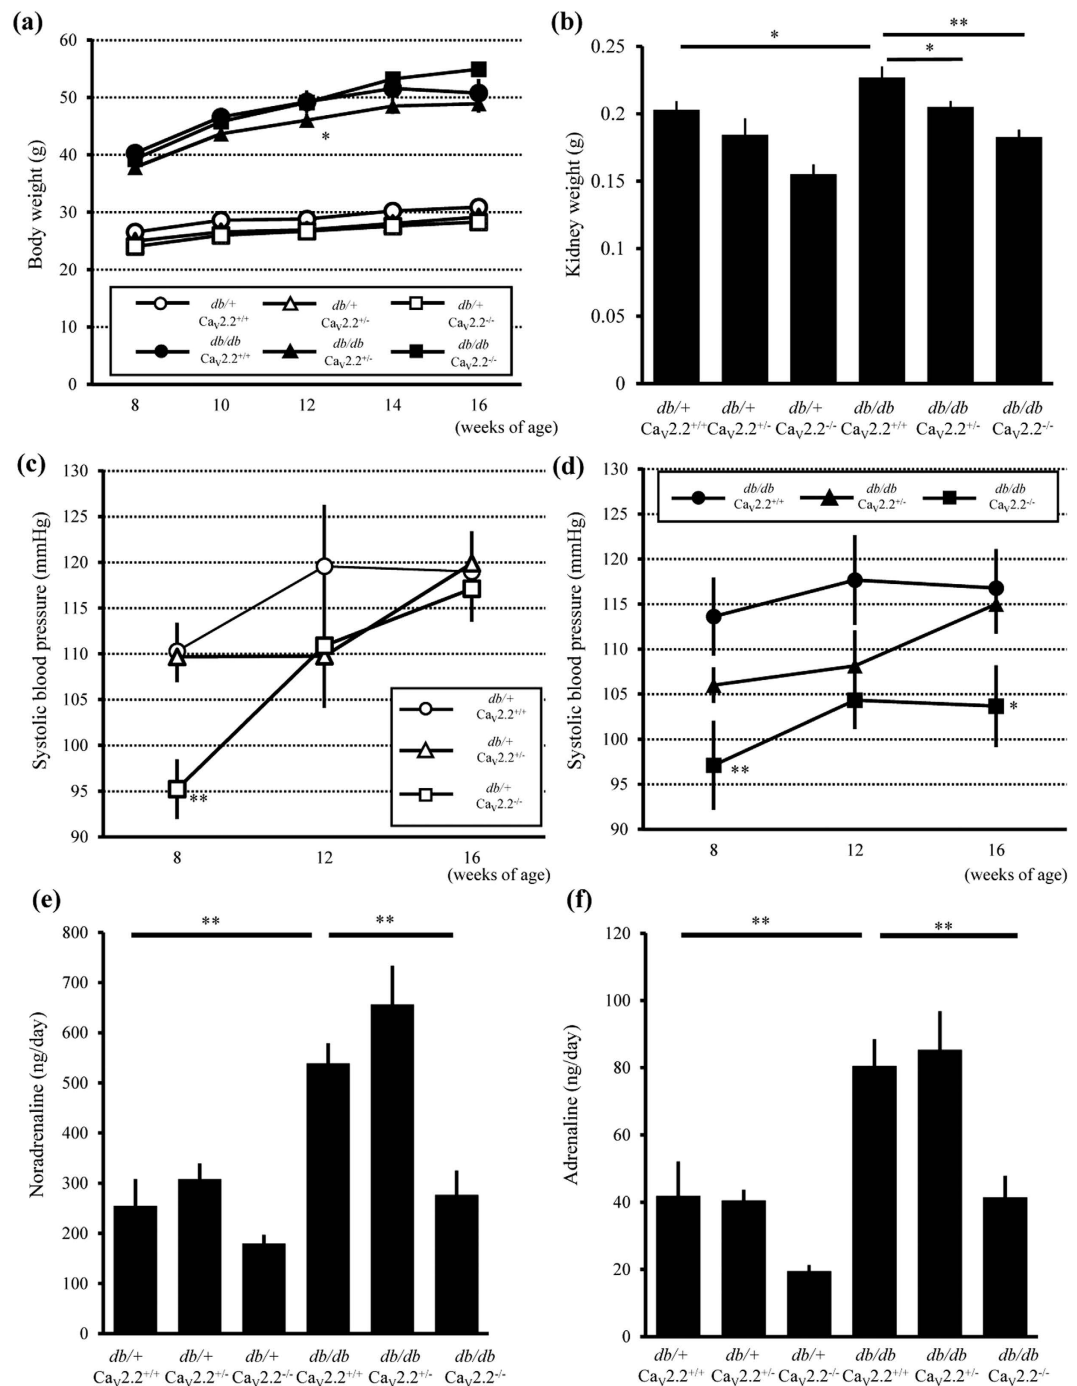 (a)
60
50
40
30
20
10
0
Body weight (g)
*
db/+ db/+ db/+
Cav2.2+/+ Cav2.2+/- Cav2.2-/-
db/db db/db db/db
Cav2.2+/+ Cav2.2+/- Cav2.2-/-
8 10 12 14 16
(weeks of age)
(b)
** 
* *
0.25
0.2
0.15
0.1
0.05
0
Kidney weight (g)
db/+ db/+ db/+ db/db db/db db/db
Cav2.2+/+ Cav2.2+/- Cav2.2-/- Cav2.2+/+ Cav2.2+/- Cav2.2-/-
(c)
130
125
120
115
110
105
100
95
90
Systolic blood pressure (mmHg)
**
db/+
Cav2.2+/+
db/+
Cav2.2+/-
db/+
Cav2.2-/-
8 12 16
(weeks of age)
(d)
130
125
120
115
110
105
100
95
90
Systolic blood pressure (mmHg)
db/db db/db db/db
Cav2.2+/+ Cav2.2+/- Cav2.2-/-
*
**
8 12 16
(weeks of age)
(e)
** **
800
700
600
500
400
300
200
100
0
Noradrenaline (ng/day)
db/+ db/+ db/+ db/db db/db db/db
Cav2.2+/+ Cav2.2+/- Cav2.2-/- Cav2.2+/+ Cav2.2+/- Cav2.2-/-
(f)
** **
120
100
80
60
40
20
0
Adrenaline (ng/day)
db/+ db/+ db/+ db/db db/db db/db
Cav2.2+/+ Cav2.2+/- Cav2.2-/- Cav2.2+/+ Cav2.2+/- Cav2.2-/-